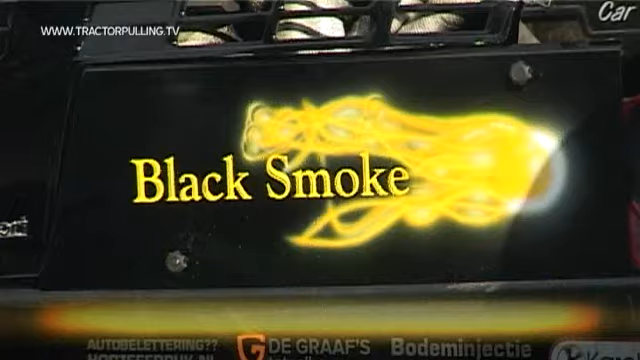 WWW.TRACTORPULLING.TV
Car
Black Smoke
AUTOBELETTERING??
DE GRAAF'S
Bodeminjectie